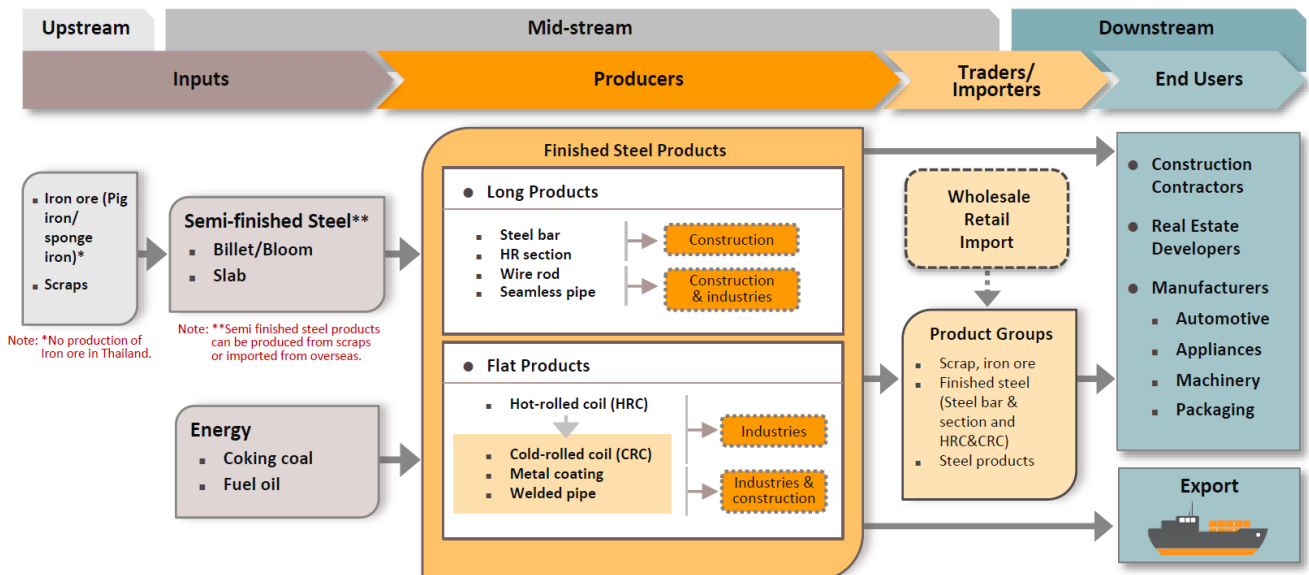 Upstream
Mid-stream
Downstream
Inputs
Producers
Traders/
Importers
End Users
Iron ore (Pig
iron/
sponge
iron)*
Scraps
Note: *No production of
Iron ore in Thailand.
Semi-finished Steel**
Billet/Bloom
Slab
Note: **Semi finished steel products
can be produced from scraps
or imported from overseas.
Energy
Coking coal
Fuel oil
Finished Steel Products
Long Products
Steel bar
HR section
Wire rod
Seamless pipe
Construction
Construction
& industries
Flat Products
Hot-rolled coil (HRC)
Cold-rolled coil (CRC)
Metal coating
Welded pipe
Industries
Industries &
construction
Wholesale
Retail
Import
Product Groups
Scrap, iron ore
Finished steel
(Steel bar &
section and
HRC&CRC)
Steel products
Construction
Contractors
Real Estate
Developers
Manufacturers
Automotive
Appliances
Machinery
Packaging
Export